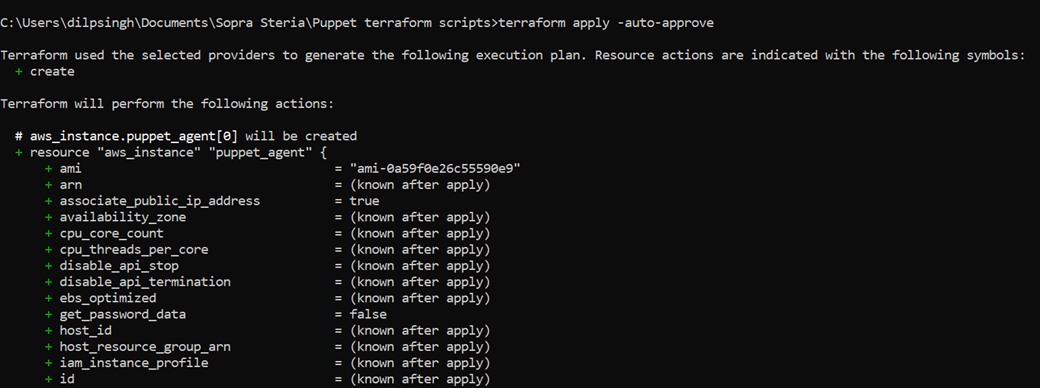 C:\Users\dilpsingh\Documents\Sopra Steria\Puppet terraform scripts>terraform apply -auto-approve
Terraform used the selected providers to generate the following execution plan. Resource actions are indicated with the following symbols:
+ create
Terraform will perform the following actions:
# aws_instance.puppet_agent[0] will be created
+ resource "aws_instance" "puppet_agent" {
+ ami = "ami-0a59f0e26c55590e9"
+ arn = (known after apply)
+ associate_public_ip_address = true
+ availability_zone = (known after apply)
+ cpu_core_count = (known after apply)
+ cpu_threads_per_core = (known after apply)
+ disable_api_stop = (known after apply)
+ disable_api_termination = (known after apply)
+ ebs_optimized = (known after apply)
+ get_password_data = false
+ host_id = (known after apply)
+ host_resource_group_arn = (known after apply)
+ iam_instance_profile = (known after apply)
+ id = (known after apply)